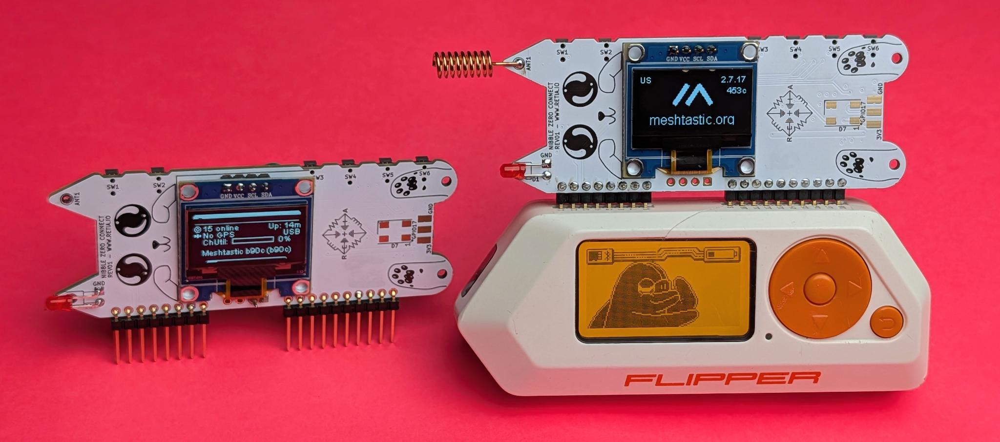 SW1
SW2
W3
SW4
SW5
SW6
ANT1
GND VCC SCL SDA
NIBBLE ZERO CONNECT
REV01 - WWW.RETIA.IO
15 online
Up: 14m
No GPS
USB
ChUtil:
0%
Meshtastic b90c (b90c)
RETIA
D7
1
GPIO17
GND
3V3
GND
SW1
SW2
SW3
SW4
SW5
SW6
ANT1
GND VCC SCL SDA
NIBBLE ZERO CONNECT
REV01 - WWW.RETIA.IO
US
2.7.17
453c
meshtastic.org
RETIA
D7
1
GPIO17
GND
3V3
GND
D1
FLIPPER